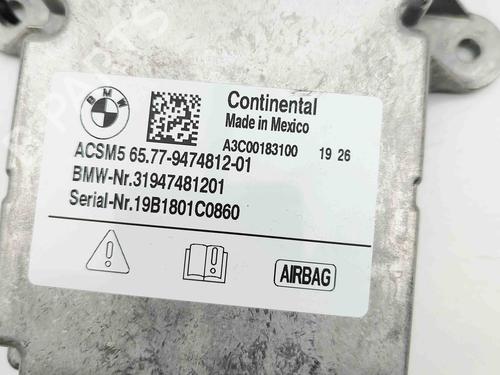 BMW
Continental
Made in Mexico
A3C00183100 19 26
ACSM5 65.77-9474812-01
BMW-Nr.31947481201
Serial-Nr.19B1801C0860
AIRBAG